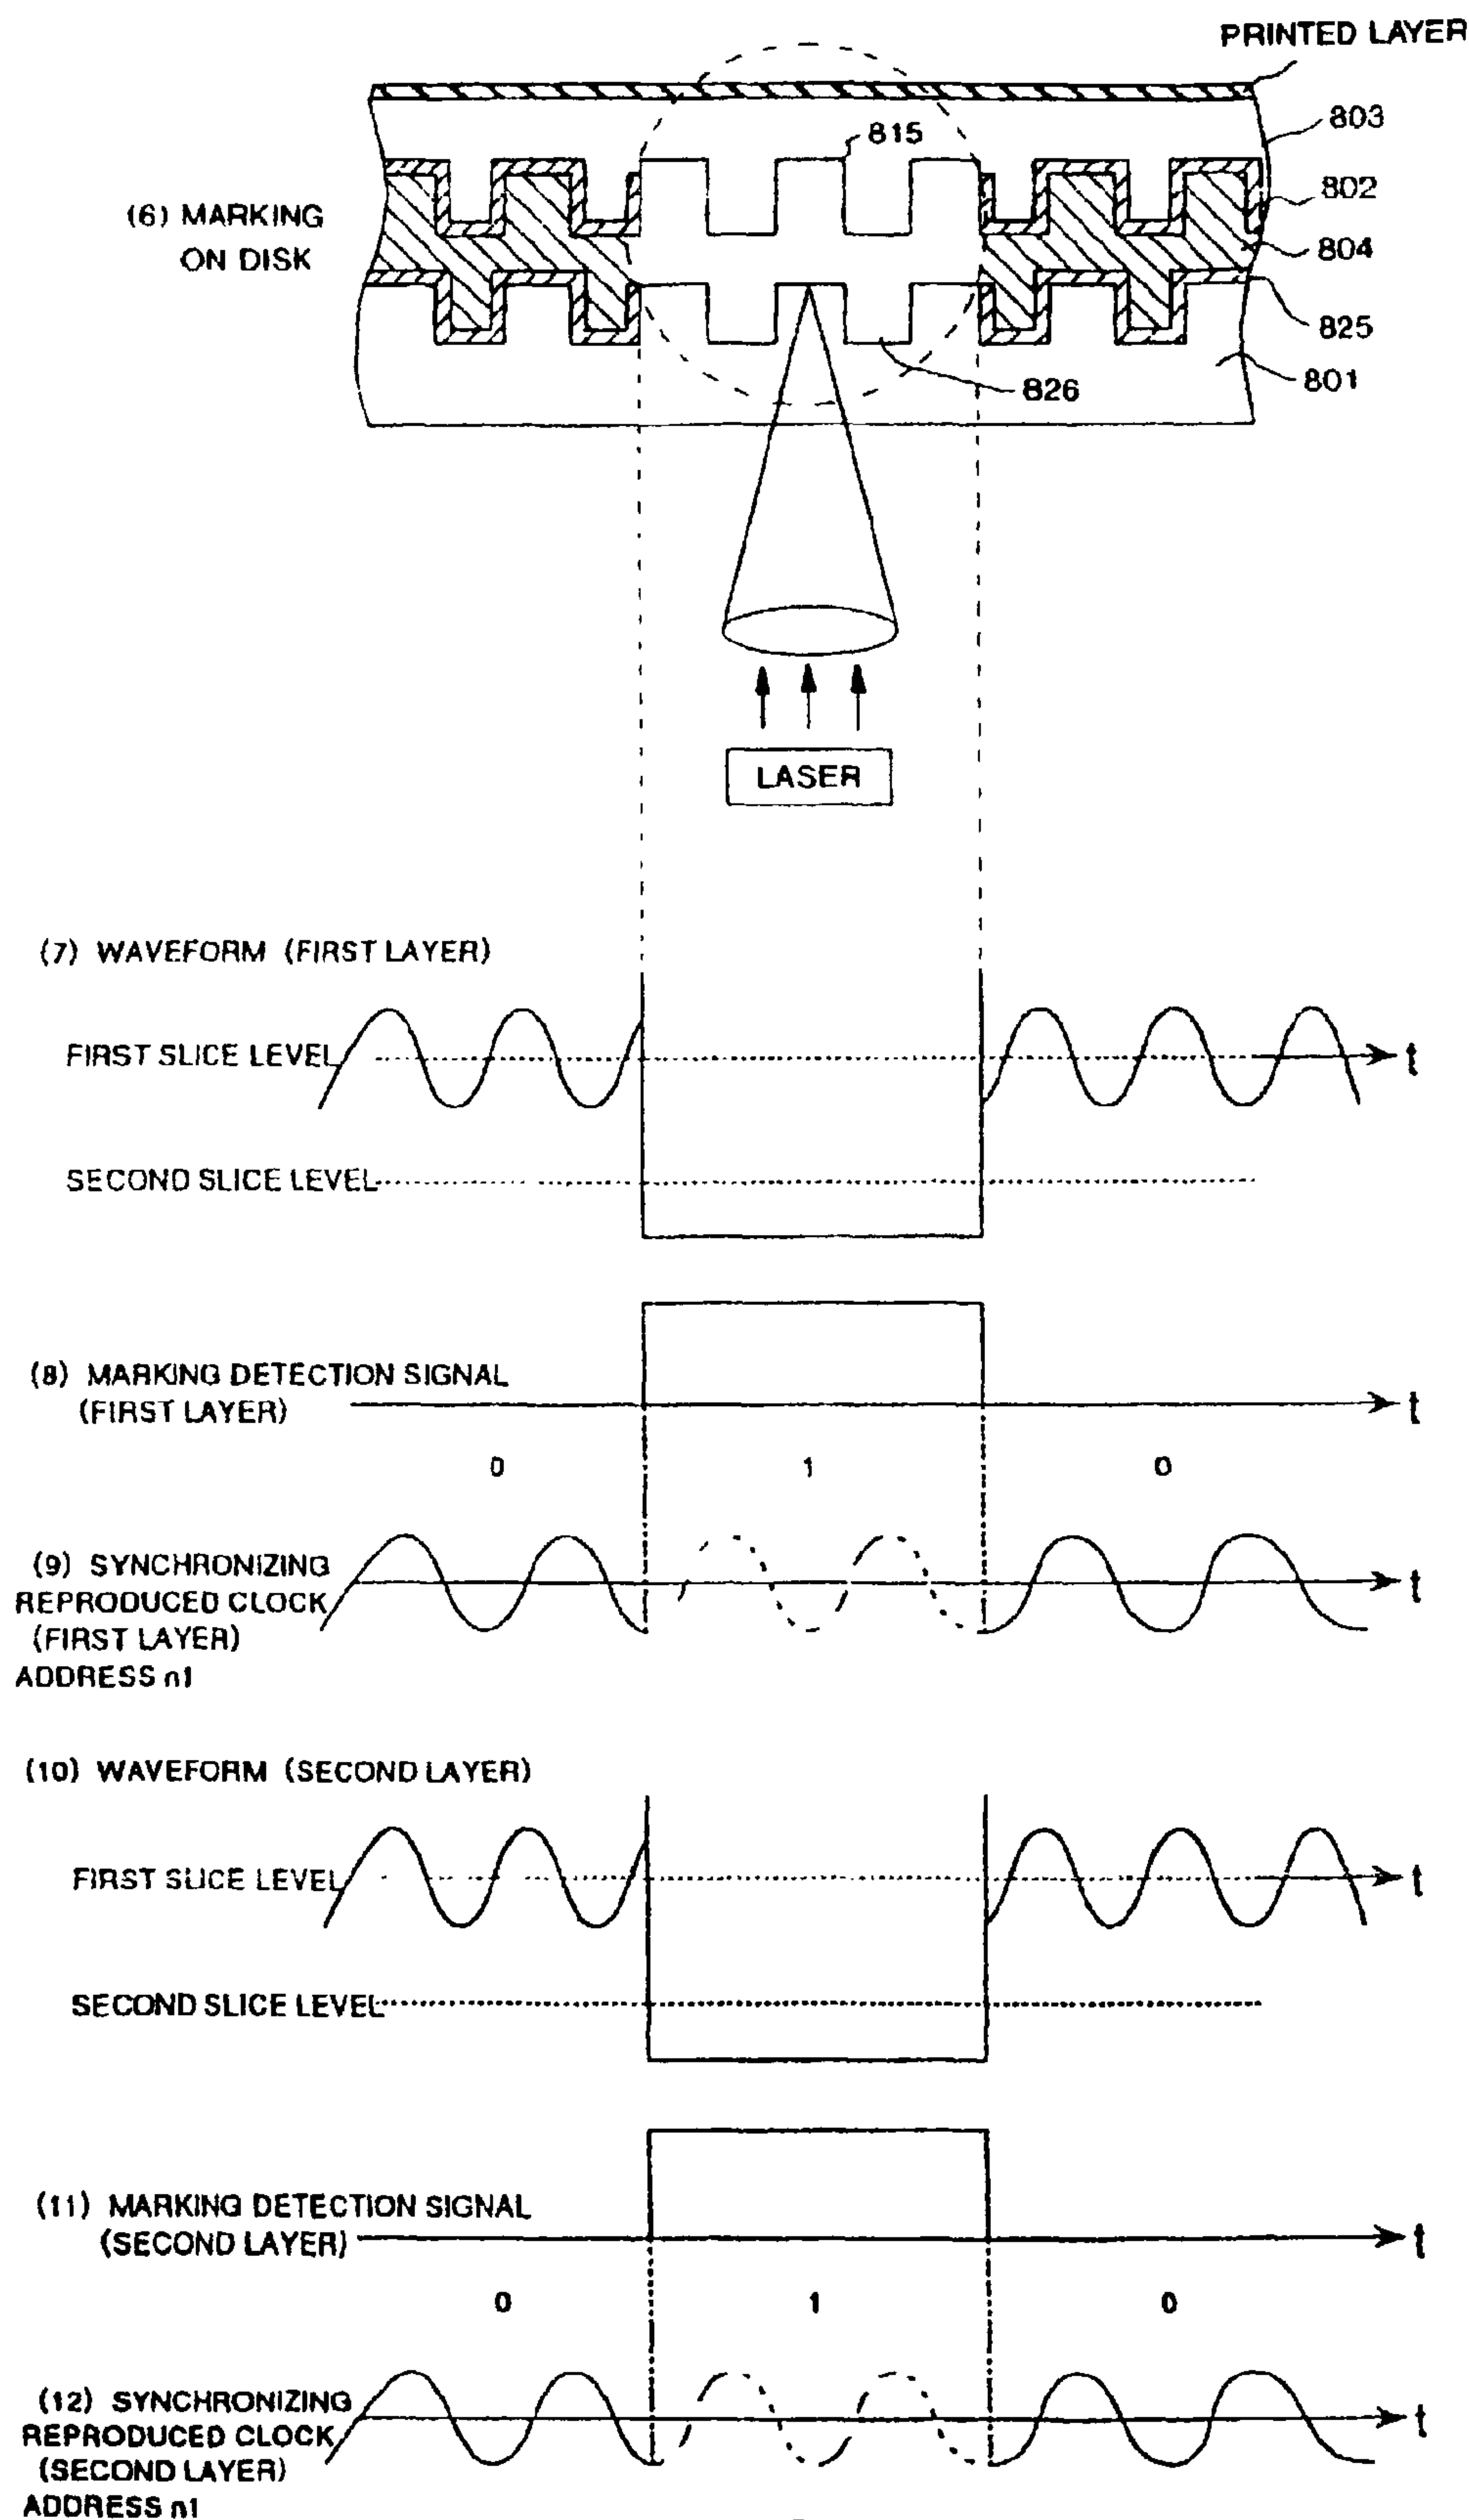 PRINTED LAYER
803
815
802
(6) MARKING
ON DISK
804
825
801
826
LASER
(7) WAVEFORM (FIRST LAYER)
FIRST SLICE LEVEL
t
SECOND SLICE LEVEL
(8) MARKING DETECTION SIGNAL
(FIRST LAYER)
t
0 1 0
(9) SYNCHRONIZING
REPRODUCED CLOCK
(FIRST LAYER)
ADDRESS n1
t
(10) WAVEFORM (SECOND LAYER)
FIRST SLICE LEVEL
t
SECOND SLICE LEVEL
(11) MARKING DETECTION SIGNAL
(SECOND LAYER)
t
0 1 0
(12) SYNCHRONIZING
REPRODUCED CLOCK
(SECOND LAYER)
ADDRESS n1
t